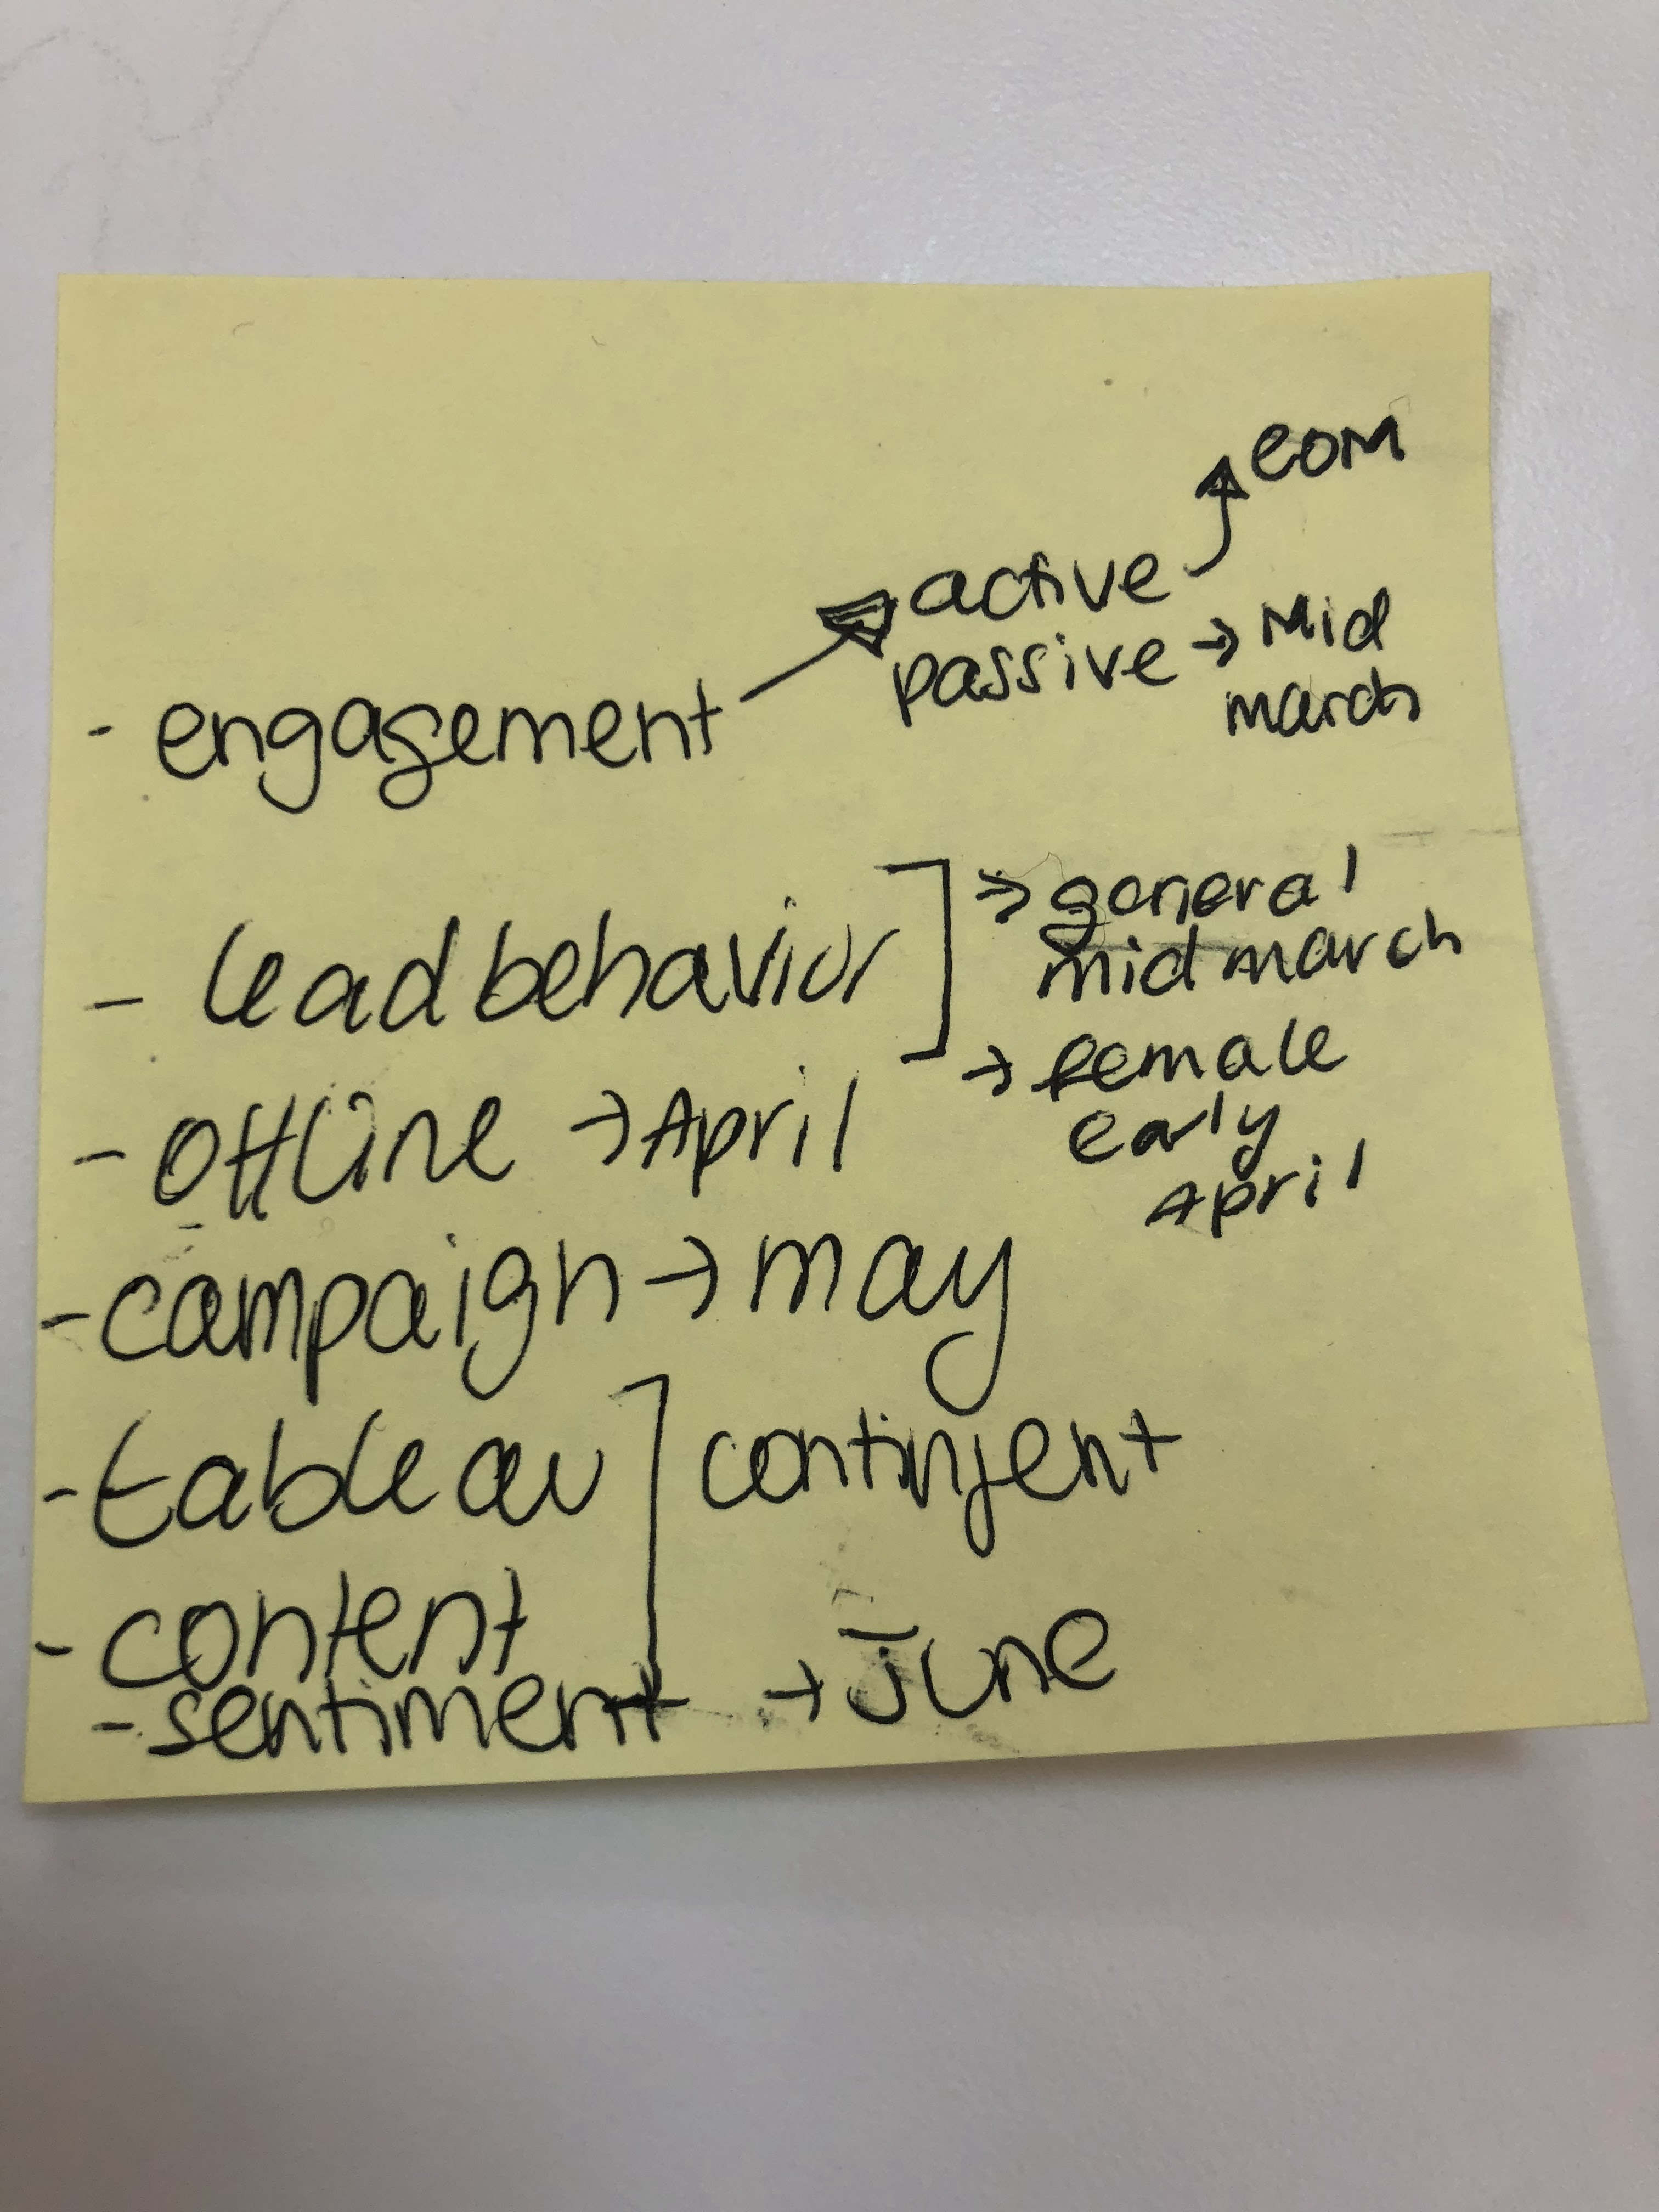 eom
- engagement → active
passive → Mid
march
- lead behavior ] → general
mid march
→ female
early
April
- offline → April
- campaign → may
- tableau ] continjent
- content
- sentiment → june